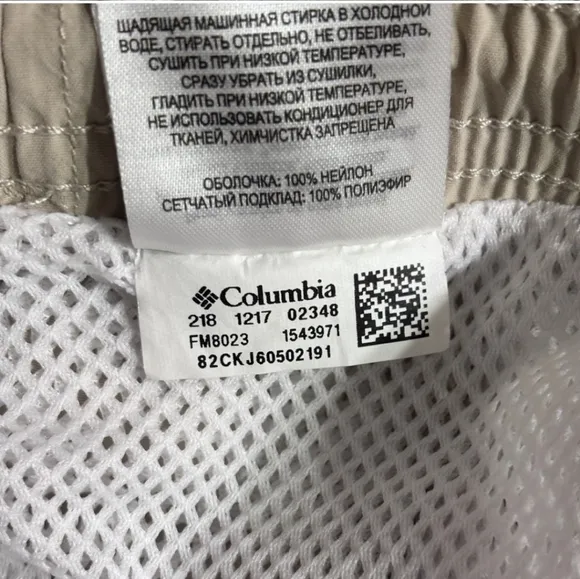 ЩАДЯЩАЯ МАШИННАЯ СТИРКА В ХОЛОДНОЙ
ВОДЕ, СТИРАТЬ ОТДЕЛЬНО, НЕ ОТБЕЛИВАТЬ,
СУШИТЬ ПРИ НИЗКОЙ ТЕМПЕРАТУРЕ,
СРАЗУ УБРАТЬ ИЗ СУШИЛКИ,
ГЛАДИТЬ ПРИ НИЗКОЙ ТЕМПЕРАТУРЕ,
НЕ ИСПОЛЬЗОВАТЬ КОНДИЦИОНЕР ДЛЯ
ТКАНЕЙ, ХИМЧИСТКА ЗАПРЕЩЕНА
ОБОЛОЧКА: 100% НЕЙЛОН
СЕТЧАТЫЙ ПОДКЛАД: 100% ПОЛИЭФИР
Columbia
218 1217 02348
FM8023 1543971
82CKJ60502191